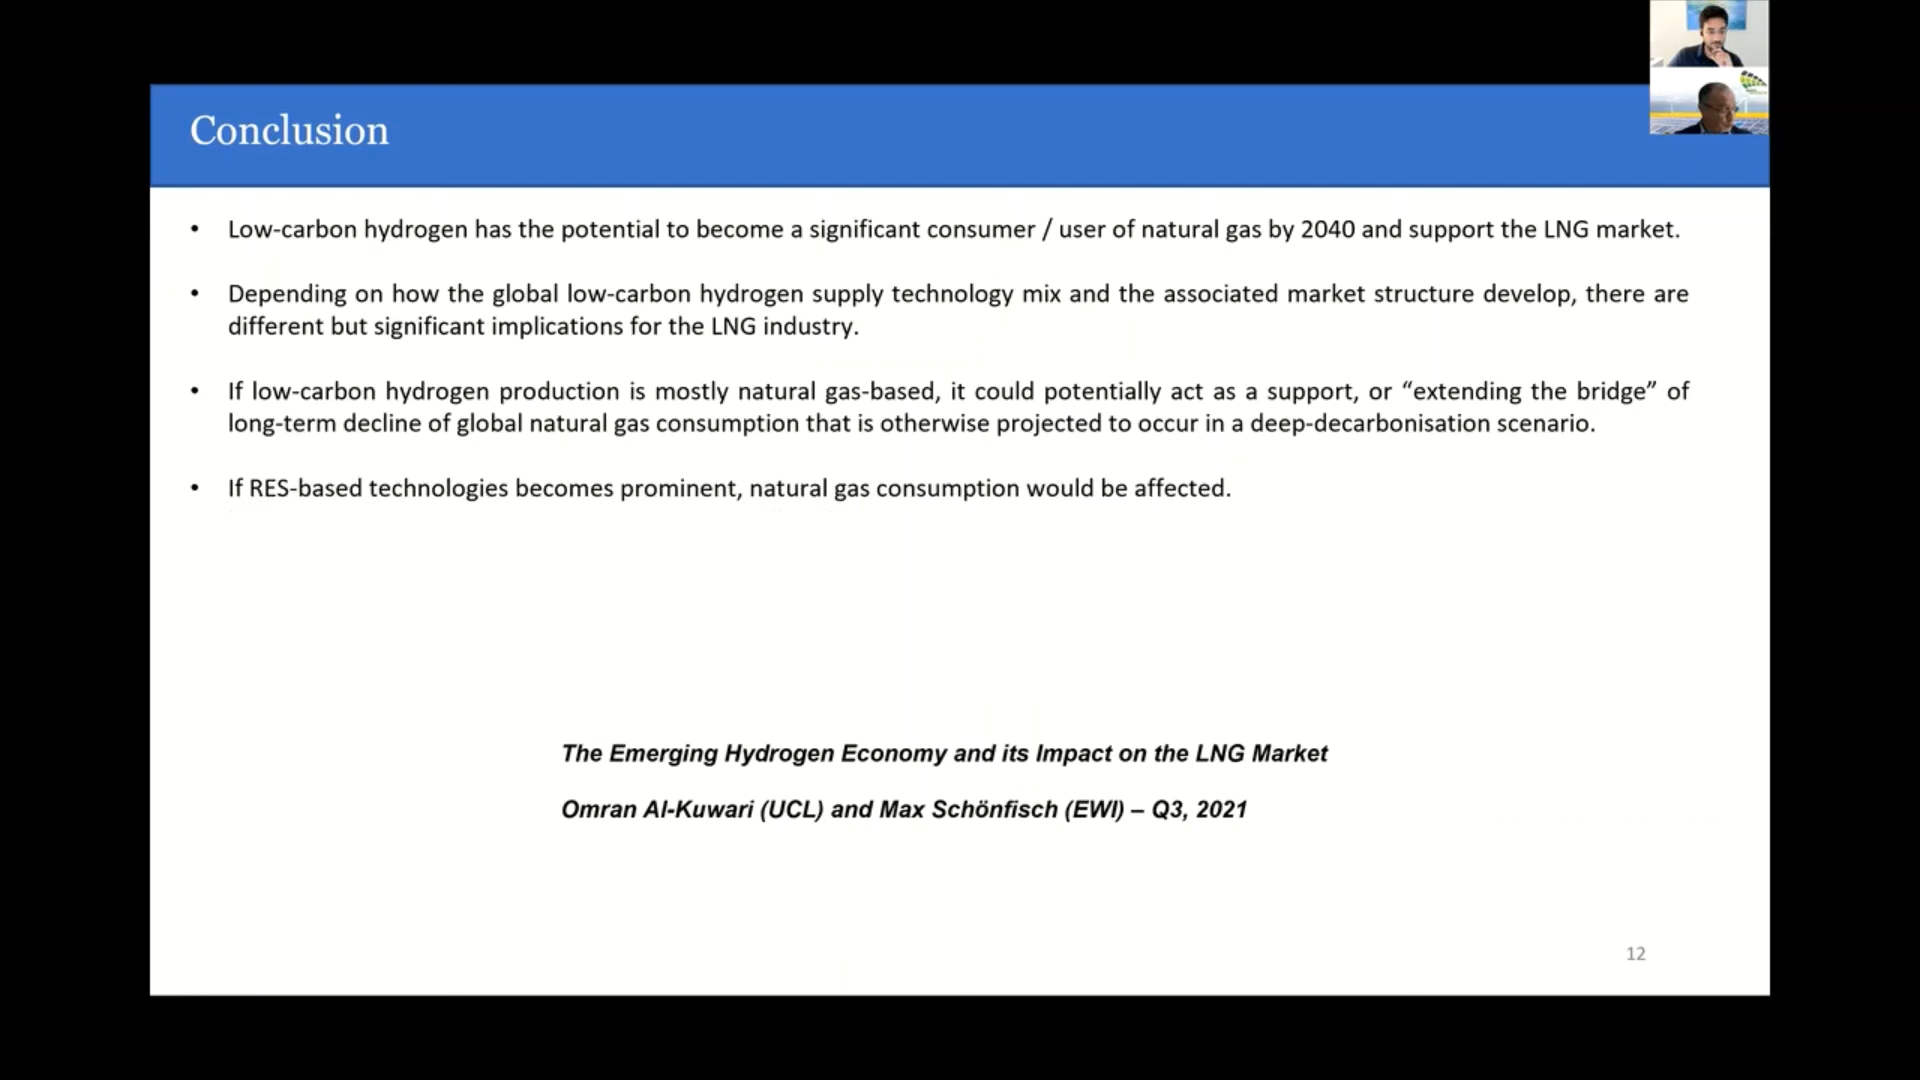 Conclusion
• Low-carbon hydrogen has the potential to become a significant consumer / user of natural gas by 2040 and support the LNG market.
• Depending on how the global low-carbon hydrogen supply technology mix and the associated market structure develop, there are
different but significant implications for the LNG industry.
• If low-carbon hydrogen production is mostly natural gas-based, it could potentially act as a support, or “extending the bridge” of
long-term decline of global natural gas consumption that is otherwise projected to occur in a deep-decarbonisation scenario.
• If RES-based technologies becomes prominent, natural gas consumption would be affected.
The Emerging Hydrogen Economy and its Impact on the LNG Market
Omran Al-Kuwari (UCL) and Max Schönfisch (EWI) – Q3, 2021
12